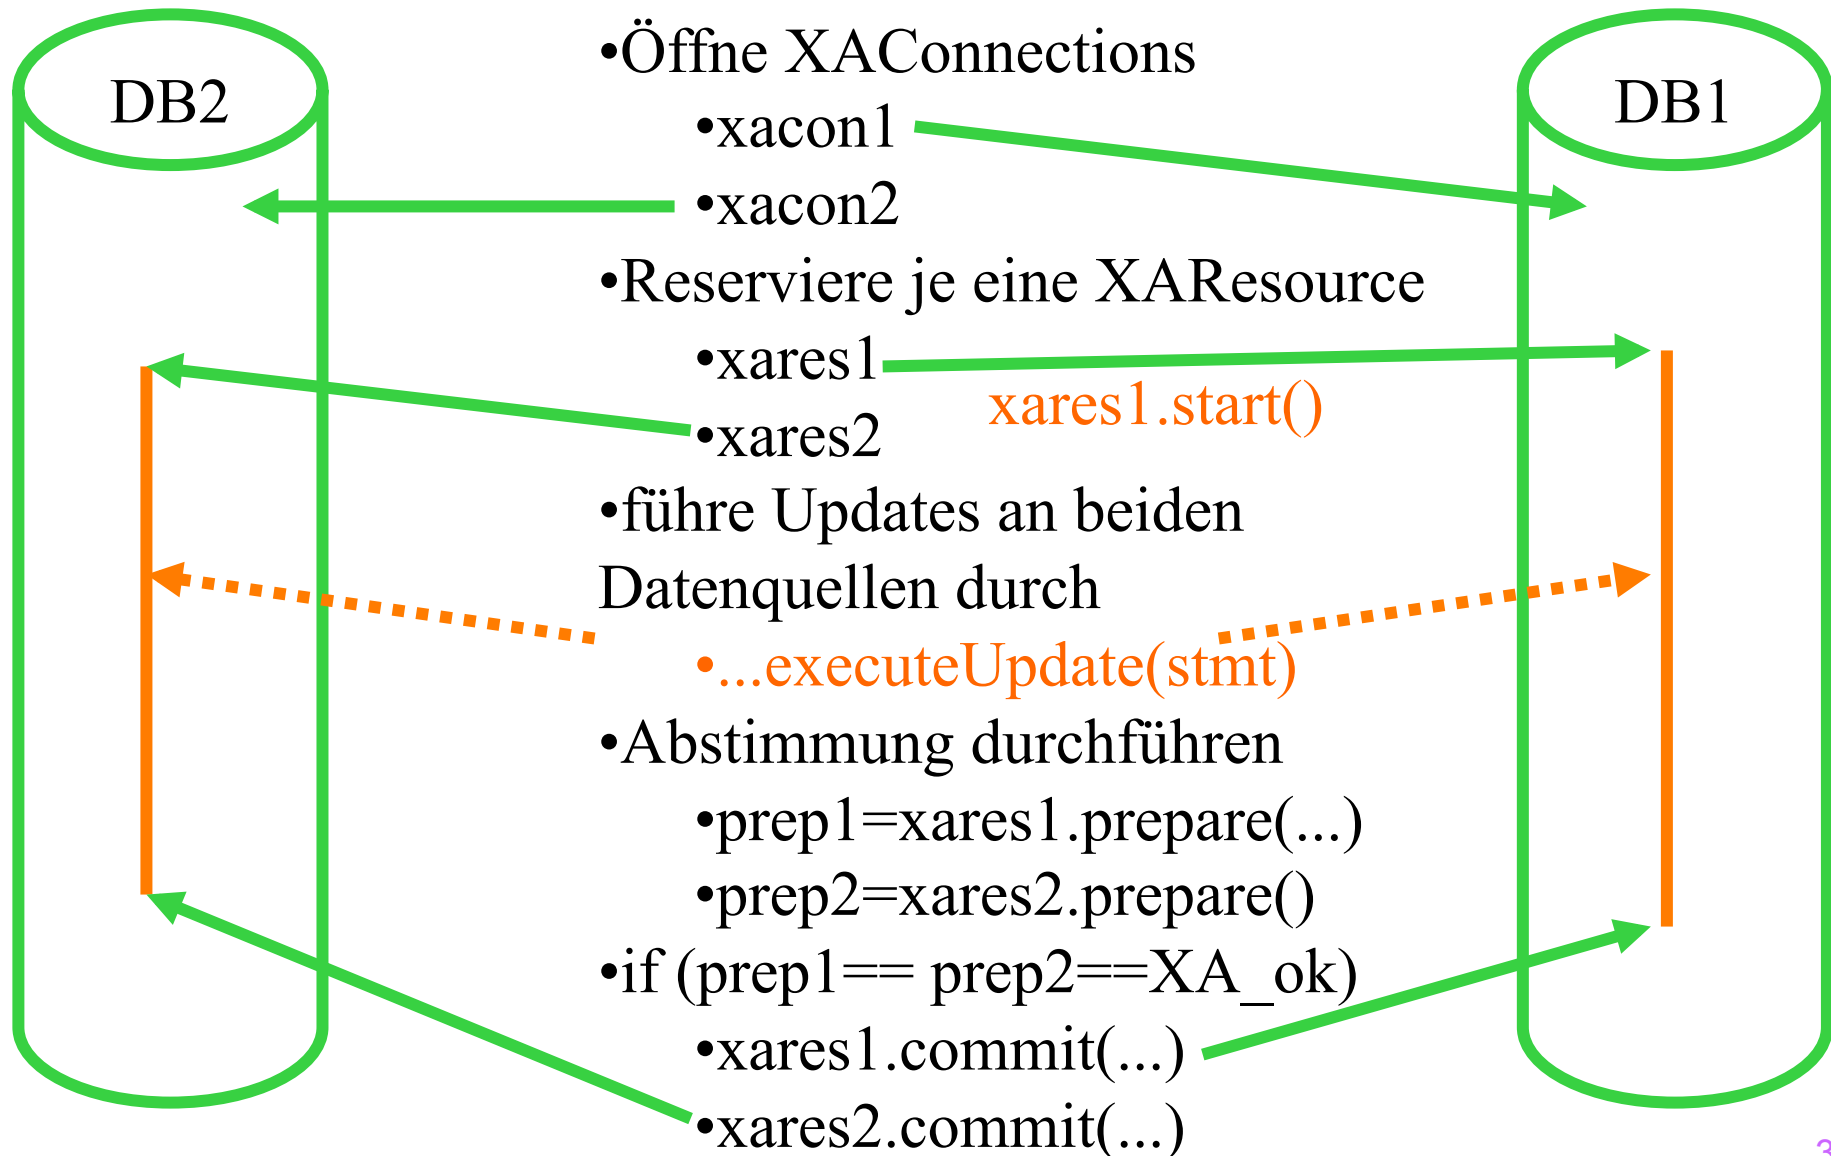 DB2
DB1
•Öffne XAConnections
•xacon1
•xacon2
•Reserviere je eine XAResource
•xares1
xares1.start()
•xares2
•führe Updates an beiden
Datenquellen durch
•...executeUpdate(stmt)
•Abstimmung durchführen
•prep1=xares1.prepare(...)
•prep2=xares2.prepare()
•if (prep1== prep2==XA_ok)
•xares1.commit(...)
•xares2.commit(...)